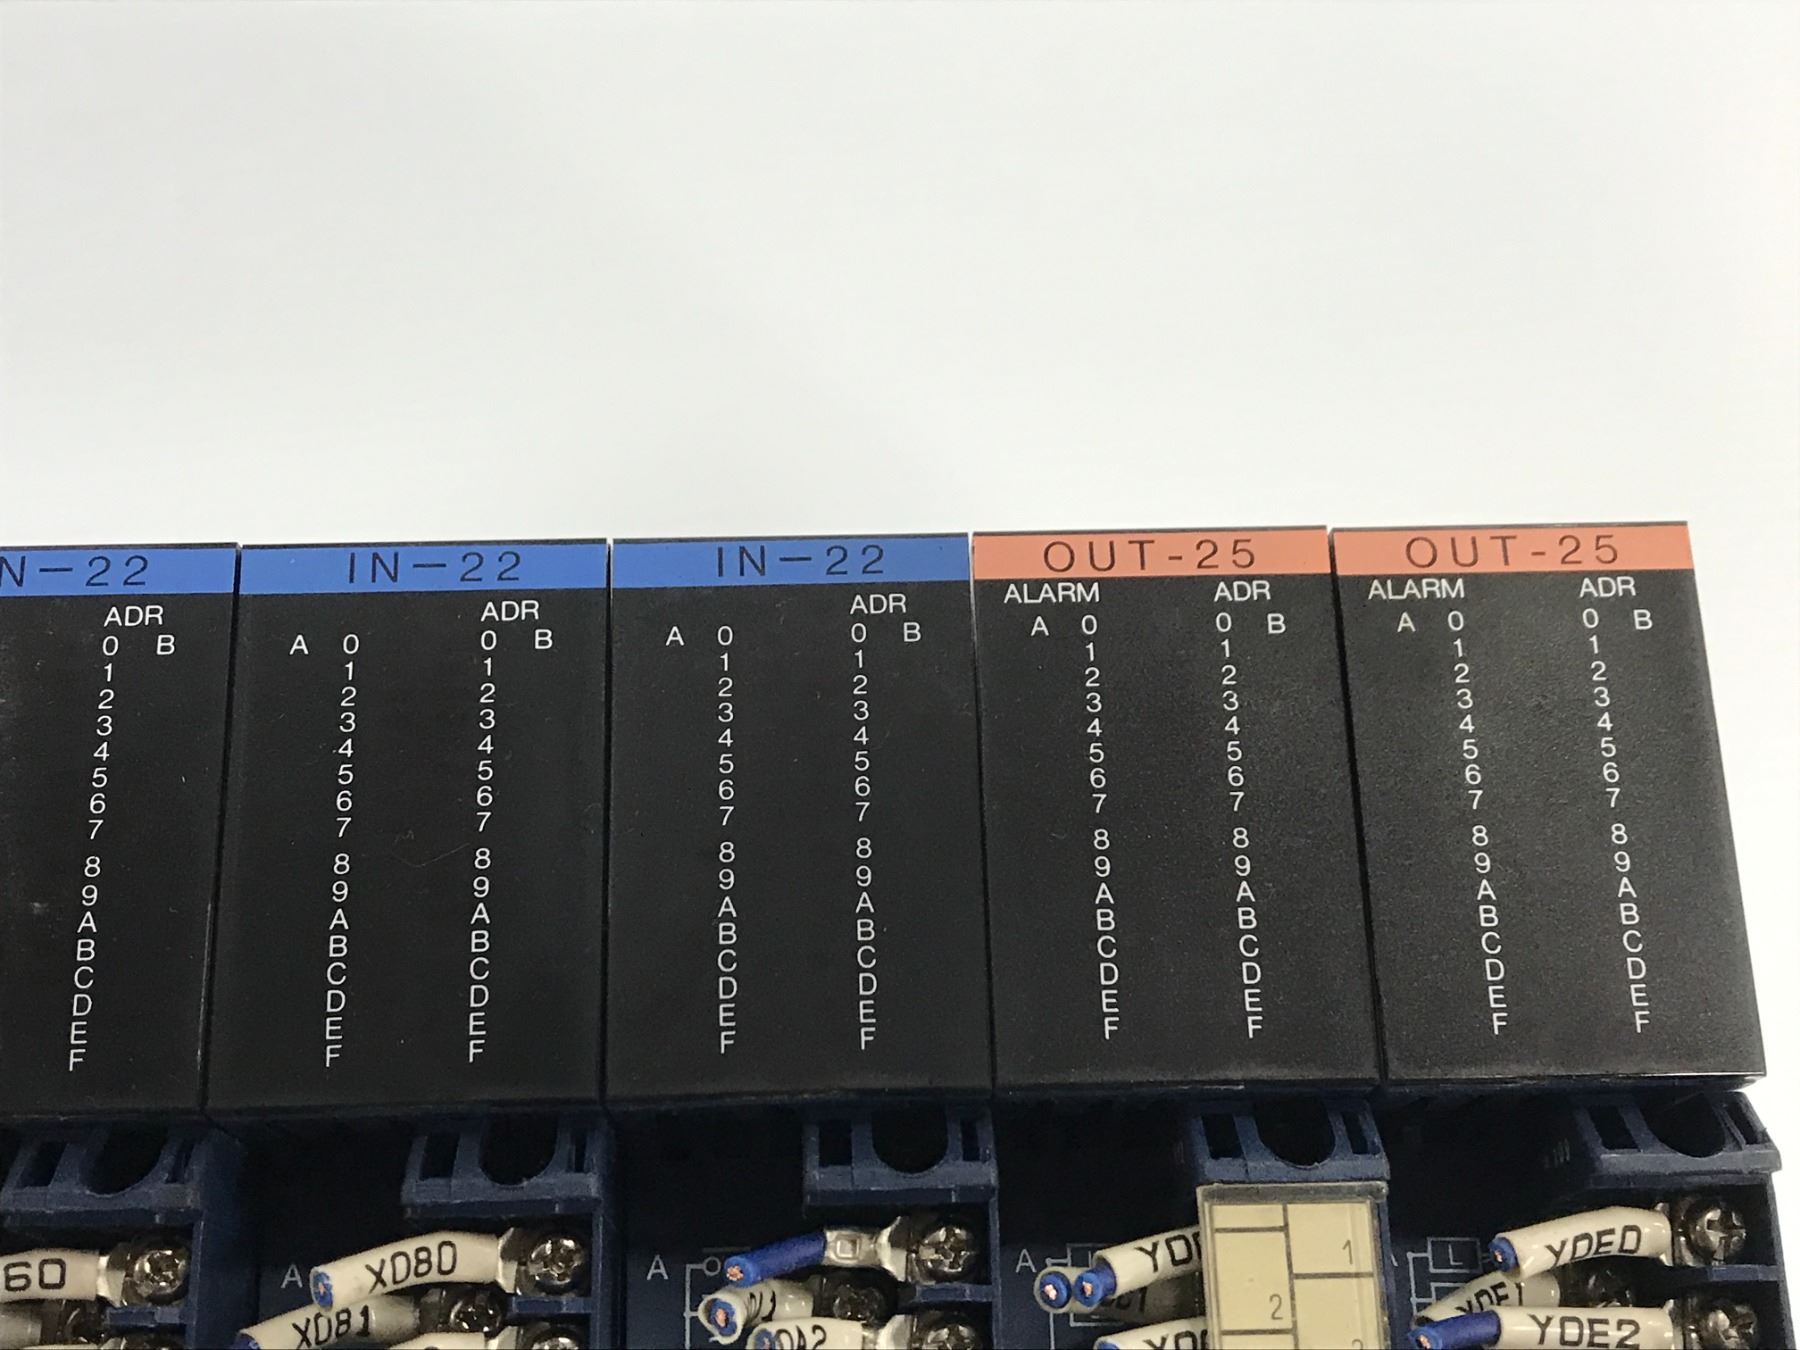 N-22 IN-22 IN-22 OUT-25 OUT-25
ADR ADR ADR ALARM ADR ALARM ADR
0 B A 0 0 B A 0 0 B A 0 0 B A 0 0 B
1 1 1 1 1 1 1 1 1
2 2 2 2 2 2 2 2 2
3 3 3 3 3 3 3 3 3
4 4 4 4 4 4 4 4 4
5 5 5 5 5 5 5 5 5
6 6 6 6 6 6 6 6 6
7 7 7 7 7 7 7 7 7
8 8 8 8 8 8 8 8 8
9 9 9 9 9 9 9 9 9
A A A A A A A A A
B B B B B B B B B
C C C C C C C C C
D D D D D D D D D
E E E E E E E E E
F F F F F F F F F
60 A XD80 A A L YDE0
XD81 1
2 YDE2